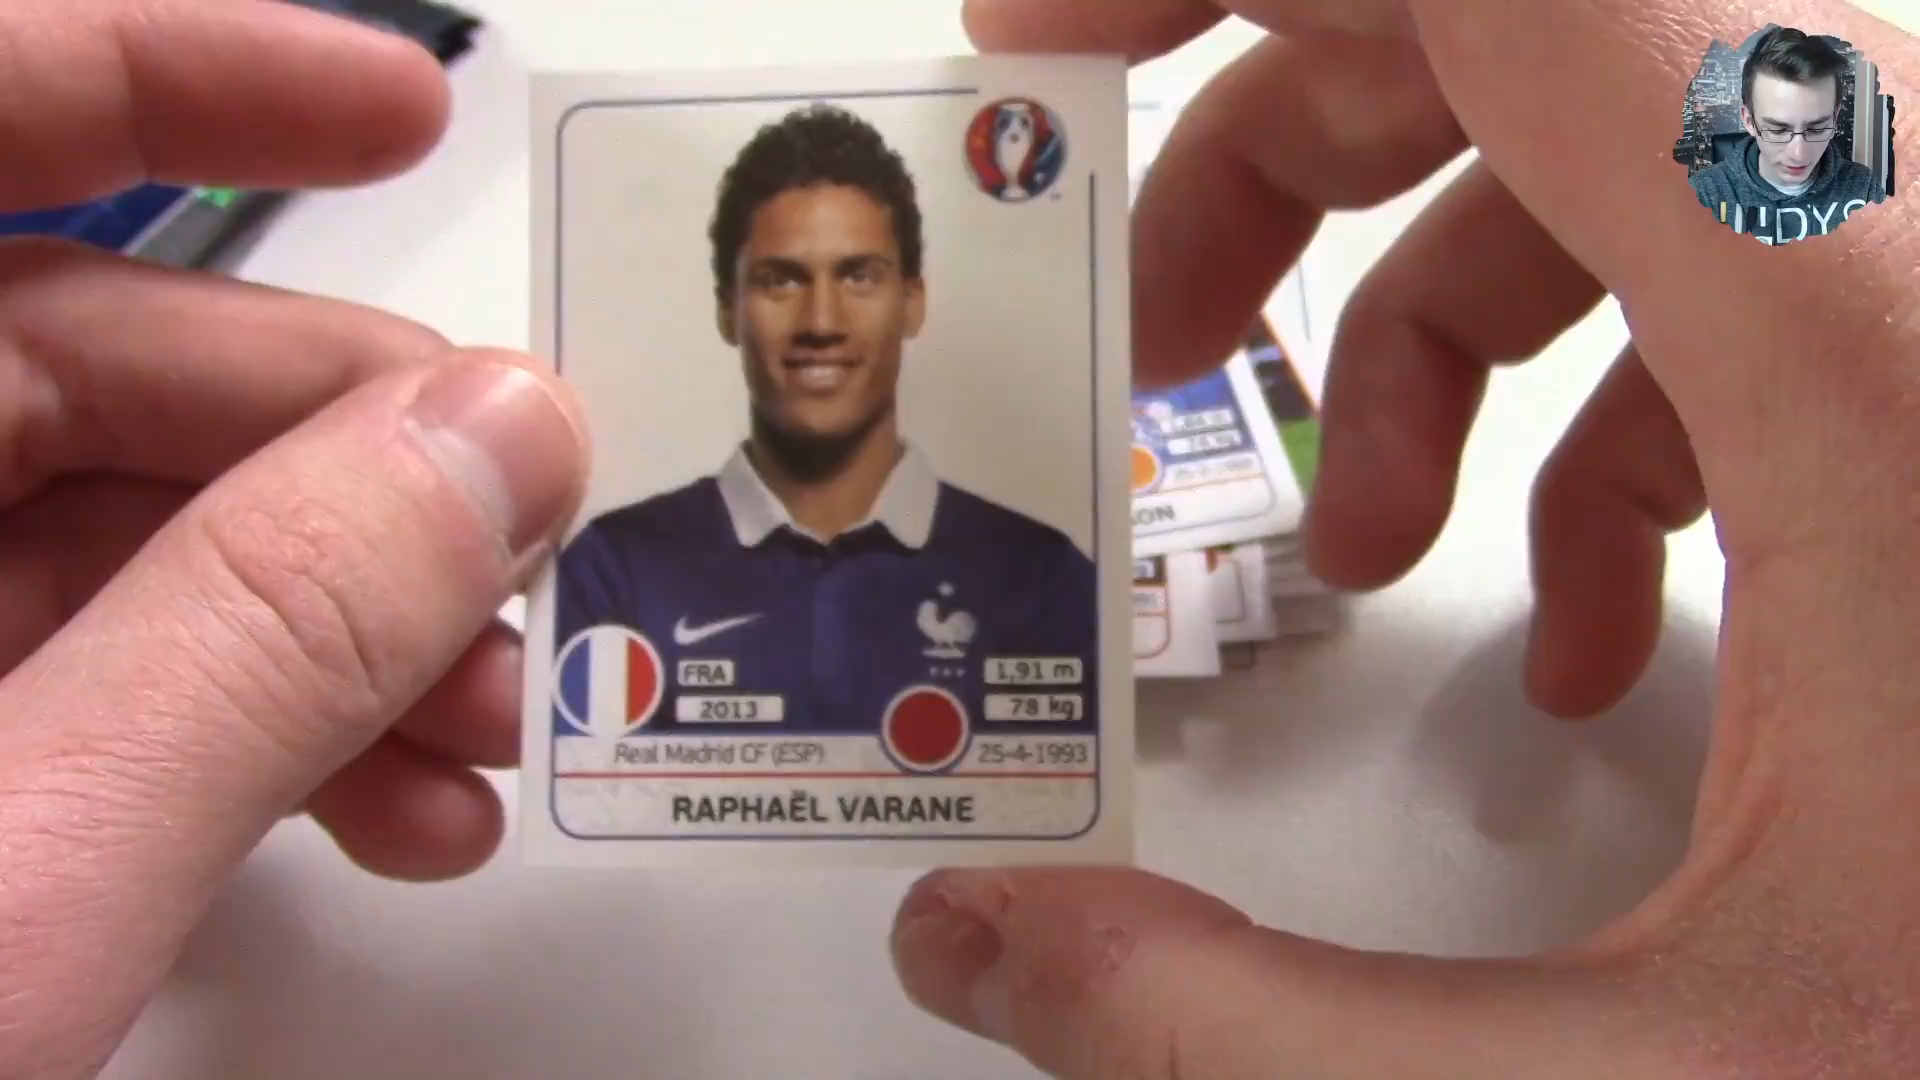 FRA
2013
1,91 m
78 kg
Real Madrid CF (ESP)
25-4-1993
RAPHAËL VARANE